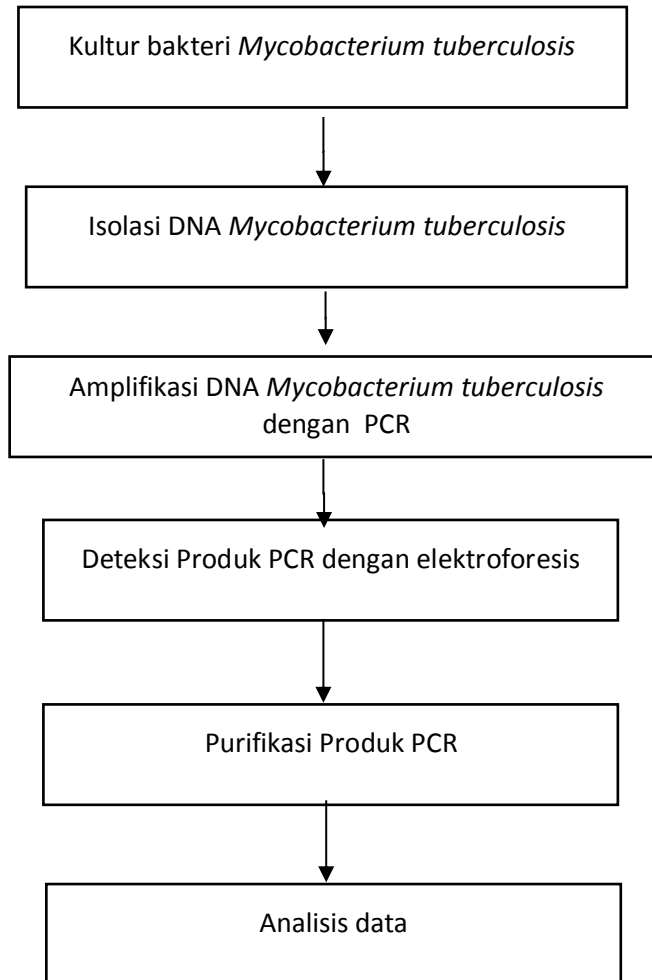 Kultur bakteri Mycobacterium tuberculosis
Isolasi DNA Mycobacterium tuberculosis
Amplifikasi DNA Mycobacterium tuberculosis
dengan PCR
Deteksi Produk PCR dengan elektroforesis
Purifikasi Produk PCR
Analisis data